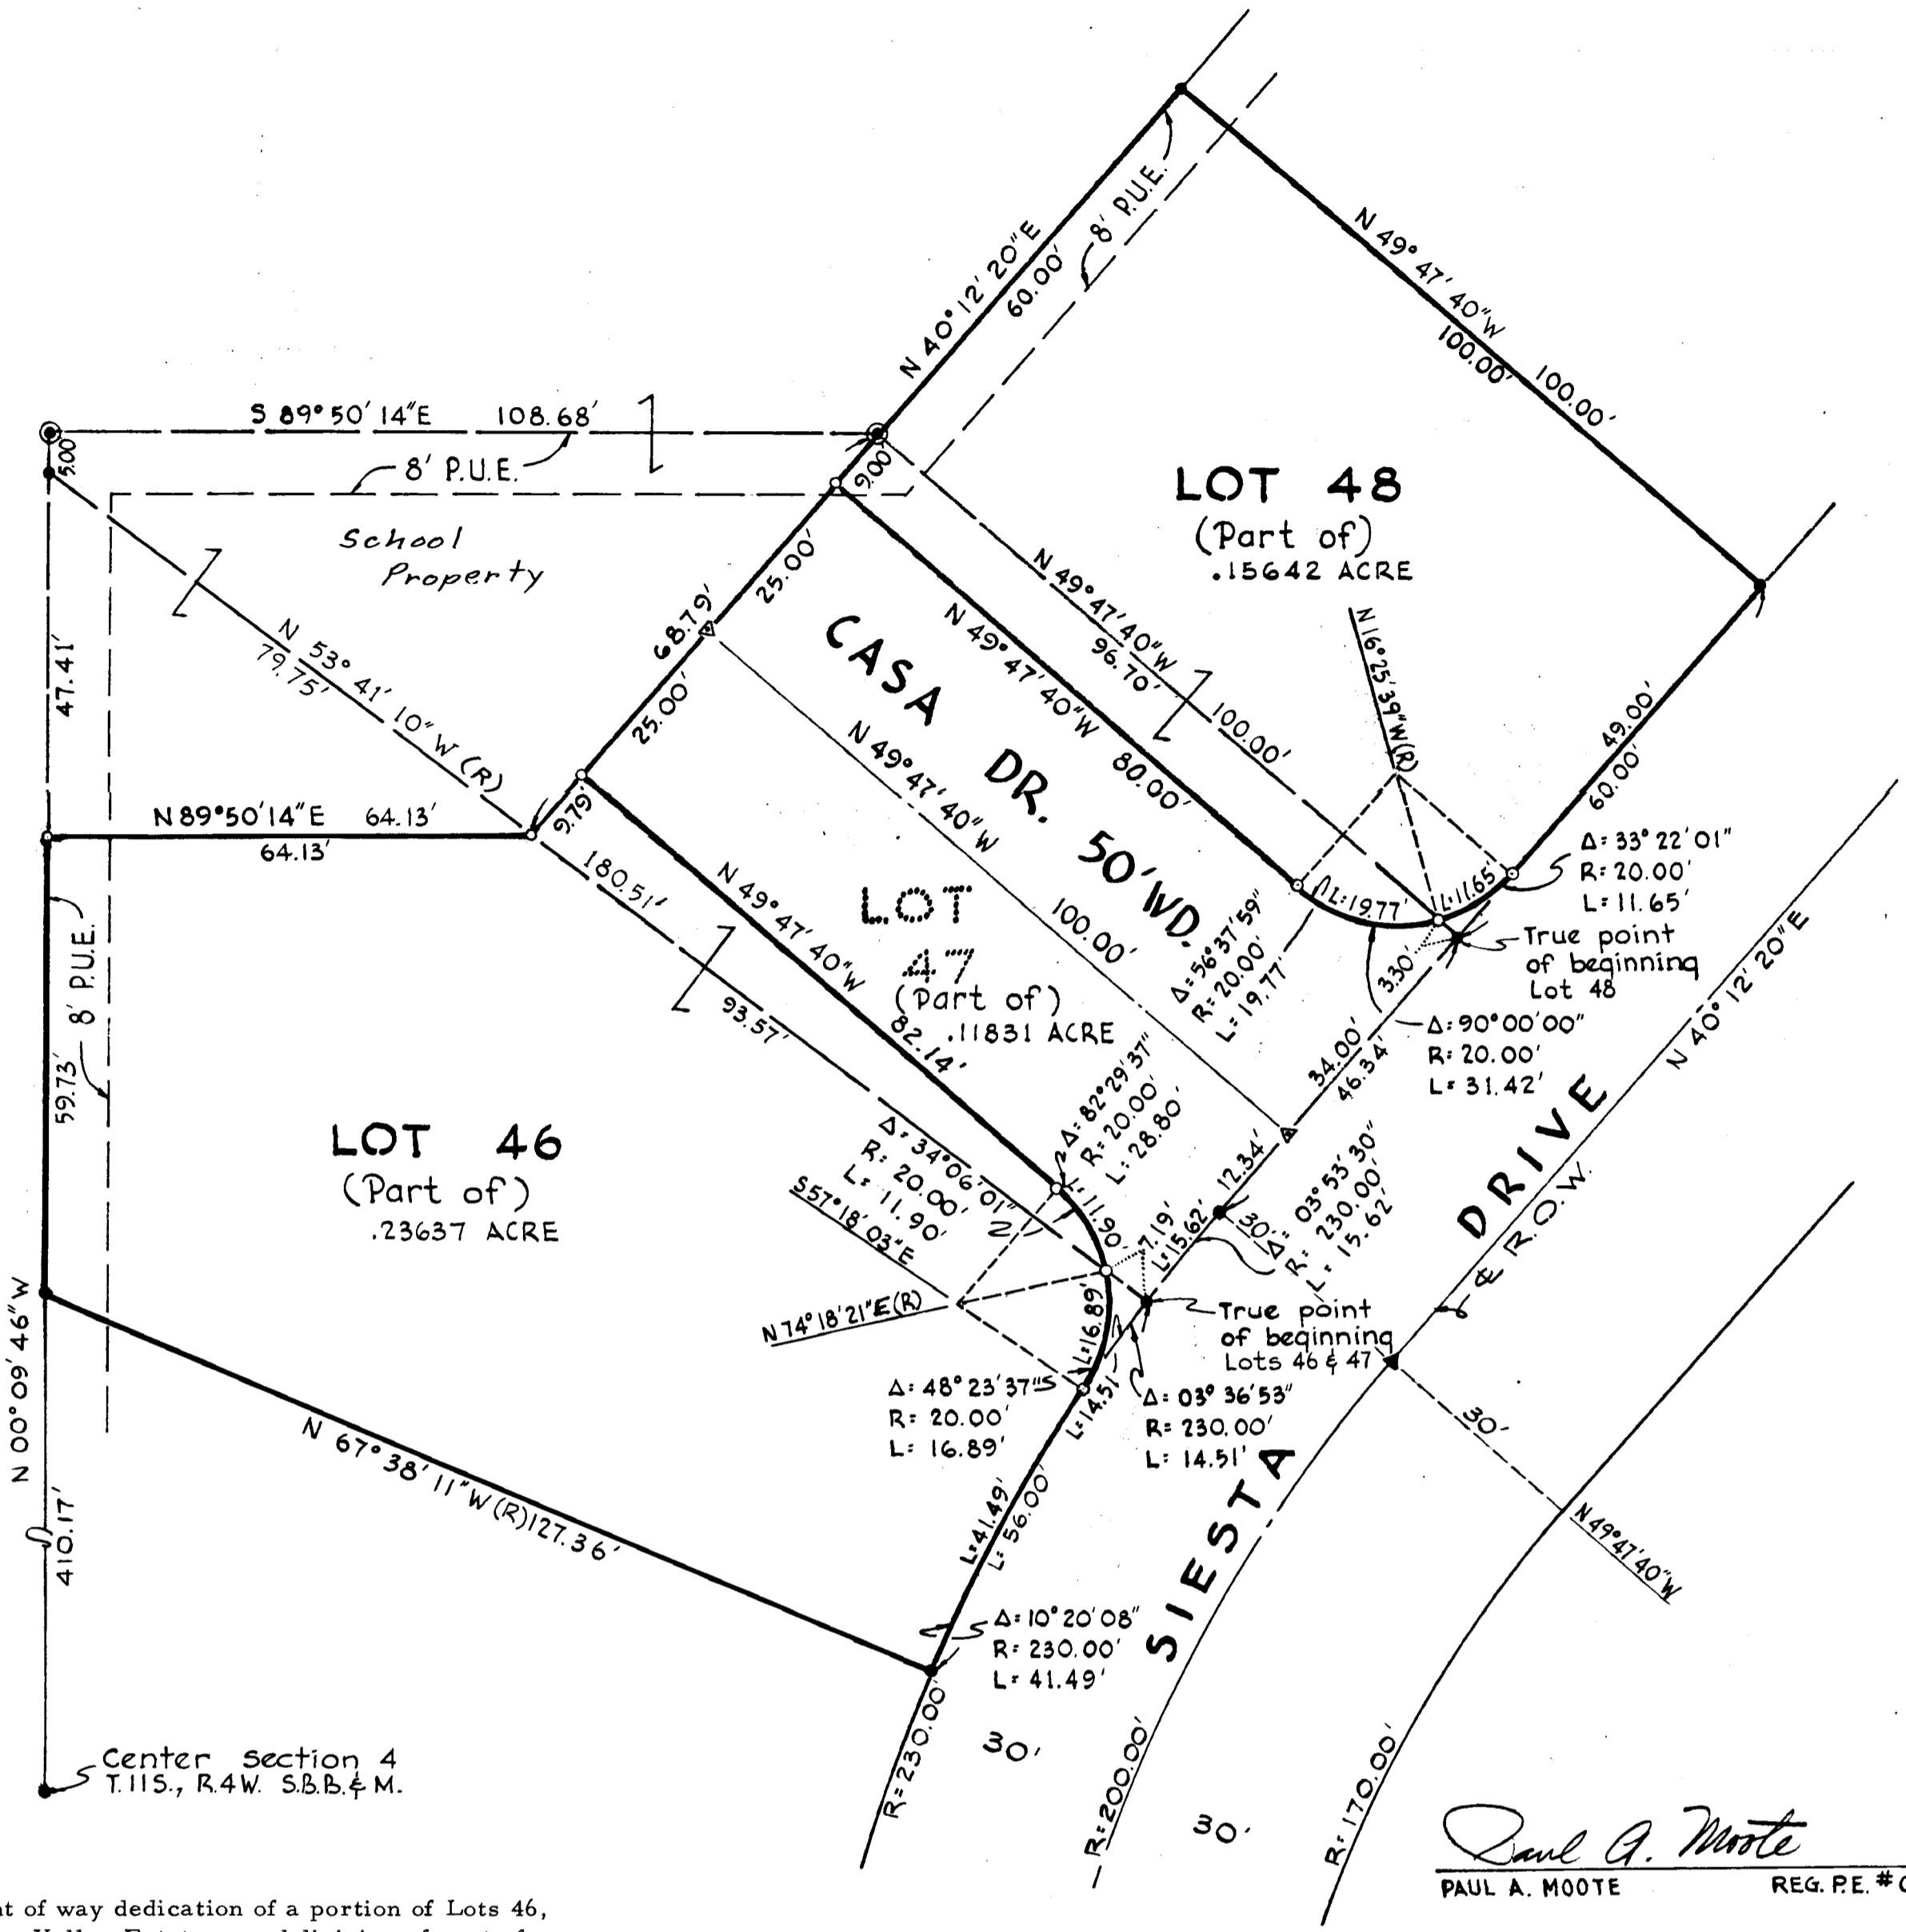 N 40° 12' 20" E
60.00'
8' P.U.E.
N 49° 47' 40" W
100.00'
100.00'
S 89° 50' 14" E 108.68'
5.00'
8' P.U.E.
9.00'
School
Property
LOT 48
(Part of)
.15642 ACRE
N 49° 47' 40" W
96.70'
100.00'
N 16° 25' 39" W (R)
25.00'
68.79'
25.00'
47.41'
N 53° 41' 10" W (R)
79.75'
CASA DR. 50' WD.
N 49° 47' 40" W 80.00'
N 49° 47' 40" W
100.00'
49.00'
60.00'
N 89° 50' 14" E 64.13'
64.13'
9.79'
180.51'
93.57'
N 49° 47' 40" W
82.14'
LOT
47
(Part of)
.11831 ACRE
L: 19.77'
L: 11.65'
Δ: 33° 22' 01"
R: 20.00'
L: 11.65'
True point
of beginning
Lot 48
3.30'
Δ: 56° 37' 59"
R: 20.00'
L: 19.77'
Δ: 90° 00' 00"
R: 20.00'
L: 31.42'
34.00'
46.34'
12.34'
N 40° 12' 20" E
8' P.U.E.
59.73'
LOT 46
(Part of)
.23637 ACRE
Δ: 82° 29' 37"
R: 20.00'
L: 28.80'
Δ: 34° 06' 01"
R: 20.00'
L: 11.90'
L: 11.90'
S 57° 18' 03" E
N 74° 18' 21" E (R)
7.19'
L: 15.62'
30'
Δ: 03° 53' 30"
R: 230.00'
L: 15.62'
True point
of beginning
Lots 46 & 47
L: 16.89'
L: 14.51'
Δ: 48° 23' 37"
R: 20.00'
L: 16.89'
Δ: 03° 36' 53"
R: 230.00'
L: 14.51'
SIESTA DRIVE
℄ R.O.W.
30'
N 49° 47' 40" W
N 00° 09' 46" W
410.17'
N 67° 38' 11" W (R) 127.36'
L: 41.49'
L: 56.00'
Δ: 10° 20' 08"
R: 230.00'
L: 41.49'
R: 230.00'
30'
R: 200.00'
30'
R: 170.00'
Center Section 4
T.11S., R.4W. S.B.B. & M.
Paul A. Moote
PAUL A. MOOTE REG. P.E. #
of way dedication of a portion of Lots 46,